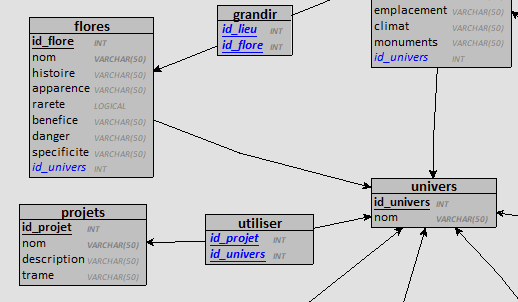 grandir
id_lieu INT
id_flore INT
emplacement VARCHAR(50)
climat VARCHAR(50)
monuments VARCHAR(50)
id_univers INT
flores
id_flore INT
nom VARCHAR(50)
histoire VARCHAR(50)
apparence VARCHAR(50)
rarete LOGICAL
benefice VARCHAR(50)
danger VARCHAR(50)
specificite VARCHAR(50)
id_univers INT
univers
id_univers INT
nom VARCHAR(50)
projets
id_projet INT
nom VARCHAR(50)
description VARCHAR(50)
trame VARCHAR(50)
utiliser
id_projet INT
id_univers INT